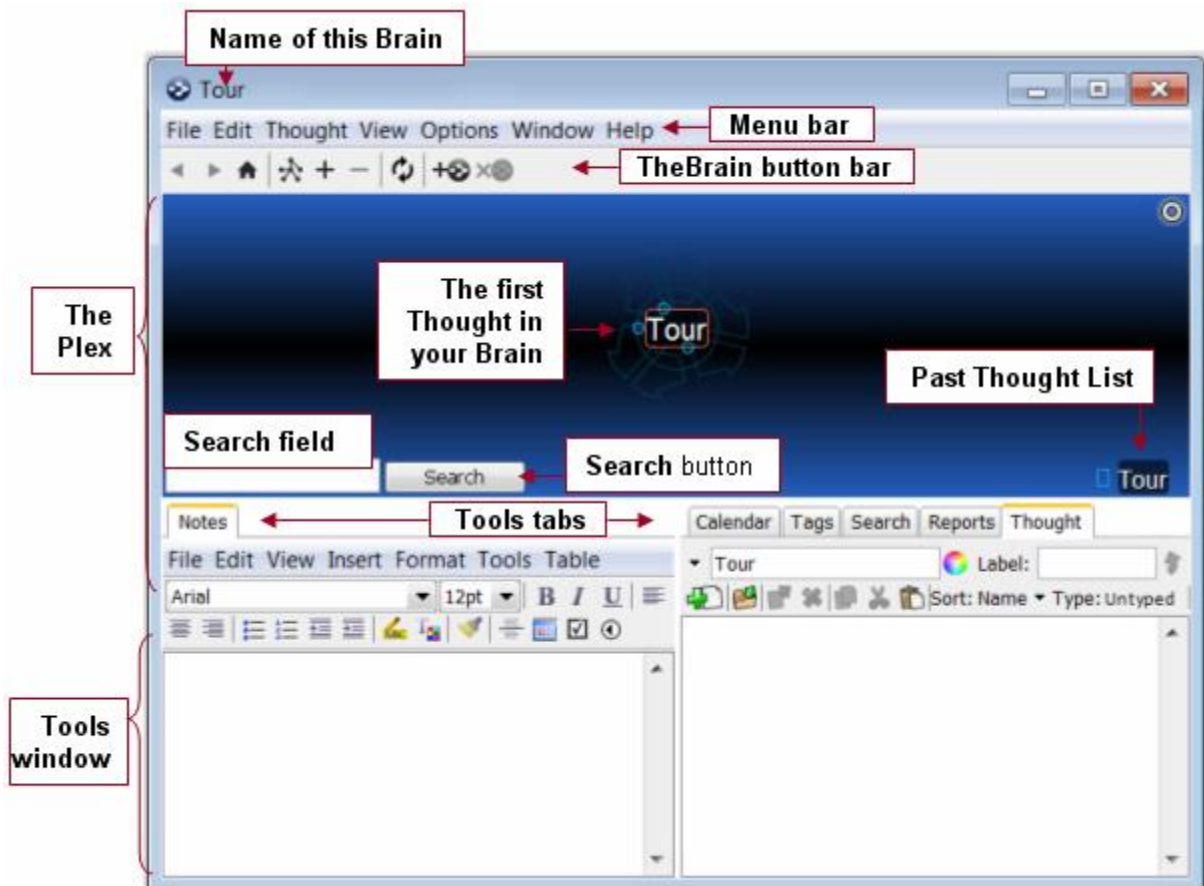 Name of this Brain
Tour
File Edit Thought View Options Window Help
Menu bar
TheBrain button bar
The
Plex
The first
Thought in
your Brain
Tour
Past Thought List
Search field
Search
Search button
Tour
Notes
Tools tabs
Calendar Tags Search Reports Thought
File Edit View Insert Format Tools Table
Tour Label:
Arial 12pt B I U
Sort: Name Type: Untyped
Tools
window